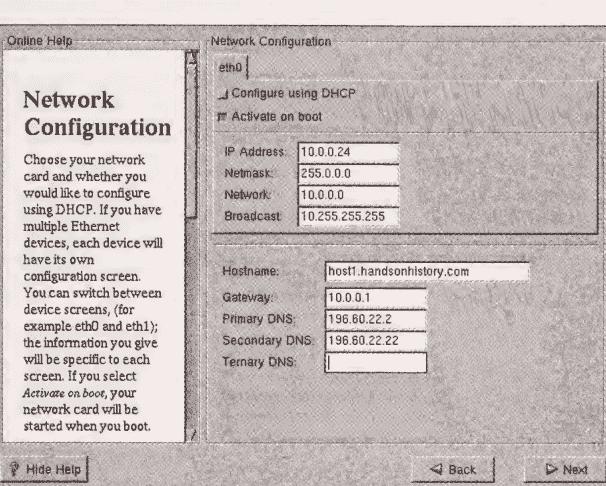 Online Help
Network
Configuration
Choose your network
card and whether you
would like to configure
using DHCP. If you have
multiple Ethernet
devices, each device will
have its own
configuration screen.
You can switch between
device screens, (for
example eth0 and eth1);
the information you give
will be specific to each
screen. If you select
Activate on boot, your
network card will be
started when you boot.
Network Configuration
eth0
Configure using DHCP
Activate on boot
IP Address: 10.0.0.24
Netmask: 255.0.0.0
Network: 10.0.0.0
Broadcast: 10.255.255.255
Hostname: host1.handsonhistory.com
Gateway: 10.0.0.1
Primary DNS: 196.60.22.2
Secondary DNS: 196.60.22.22
Ternary DNS:
Hide Help
Back
Next